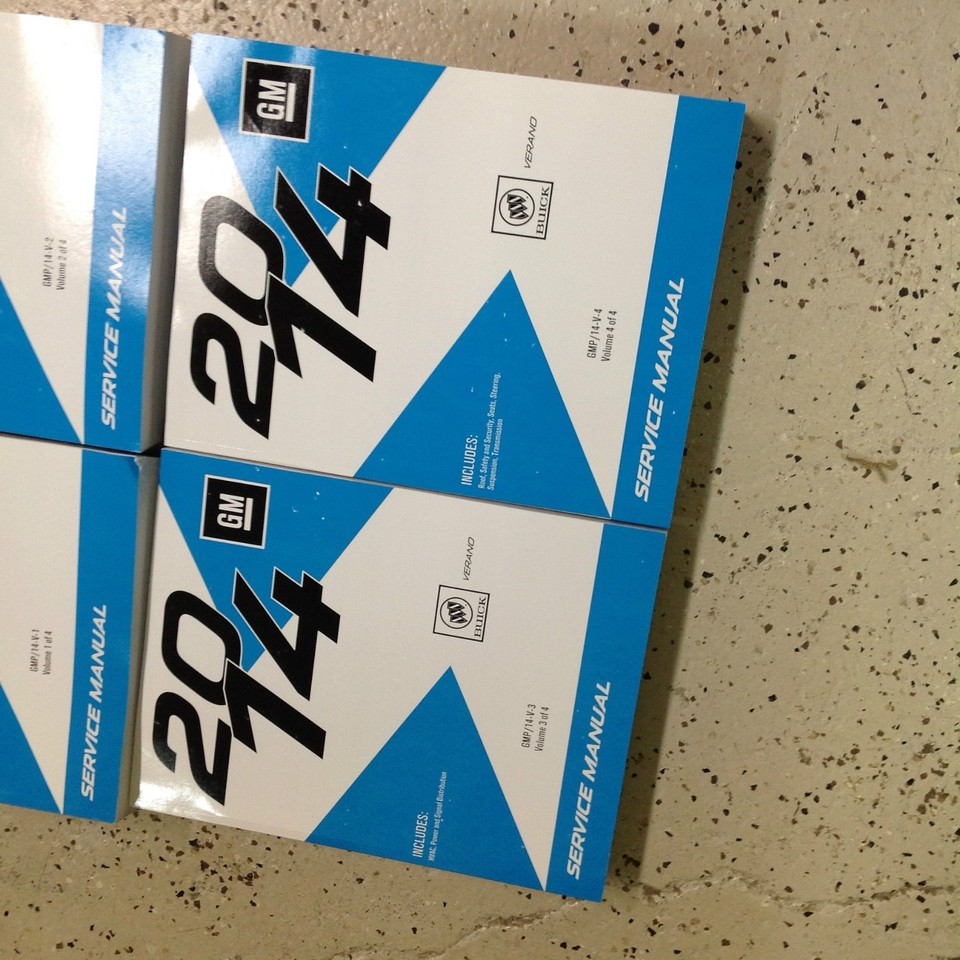 GMP/14-V-2
Volume 2 of 4
SERVICE MANUAL
GM
2014
VERANO
BUICK
GMP/14-V-4
Volume 4 of 4
INCLUDES:
Roof, Safety and Security, Seats, Steering,
Suspension, Transmission
SERVICE MANUAL
GMP/14-V-1
Volume 1 of 4
SERVICE MANUAL
GM
2014
VERANO
BUICK
GMP/14-V-3
Volume 3 of 4
INCLUDES:
HVAC, Power and Signal Distribution
SERVICE MANUAL